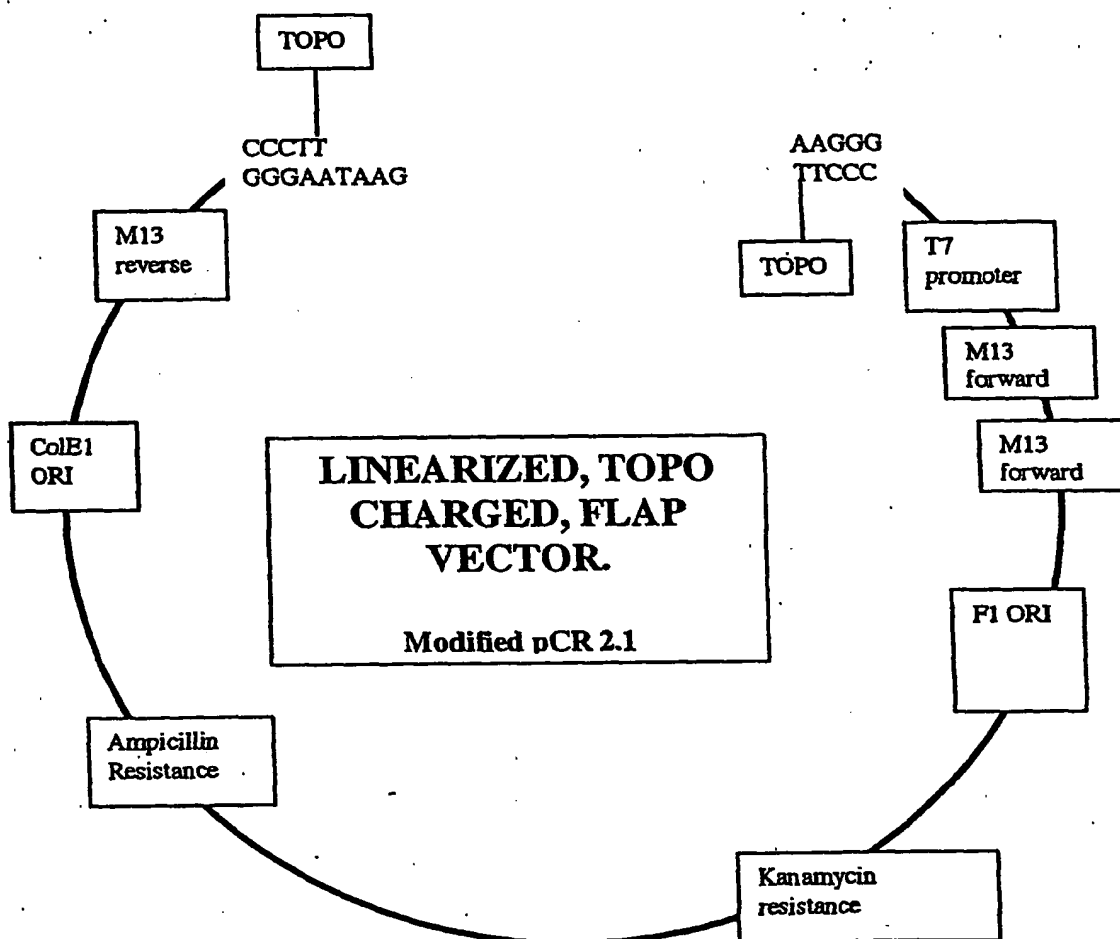 TOPO
CCCTT
GGGAATAAG
AAGGG
TTCCC
TOPO
M13
reverse
T7
promoter
M13
forward
M13
forward
ColE1
ORI
LINEARIZED, TOPO
CHARGED, FLAP
VECTOR.
Modified pCR 2.1
F1 ORI
Ampicillin
Resistance
Kanamycin
resistance